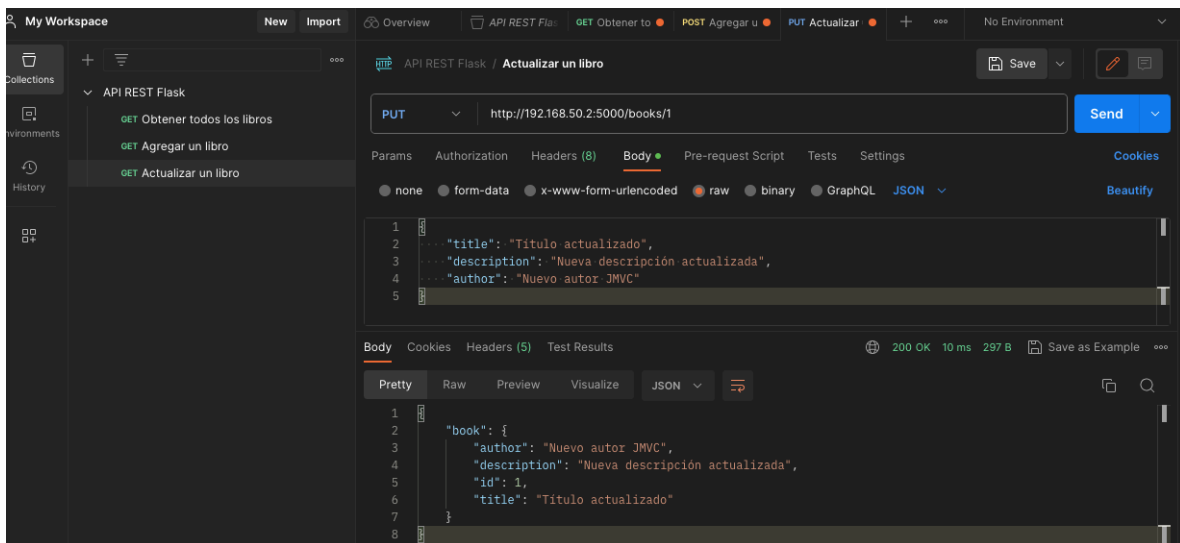 My Workspace New Import Overview API REST Flas GET Obtener to POST Agregar u PUT Actualizar No Environment
Collections
API REST Flask / Actualizar un libro Save
API REST Flask
PUT http://192.168.50.2:5000/books/1 Send
nvironments
GET Obtener todos los libros
GET Agregar un libro
Params Authorization Headers (8) Body Pre-request Script Tests Settings Cookies
History
GET Actualizar un libro
none form-data x-www-form-urlencoded raw binary GraphQL JSON Beautify
1 {
2 "title": "Título actualizado",
3 "description": "Nueva descripción actualizada",
4 "author": "Nuevo autor JMVC"
5 }
Body Cookies Headers (5) Test Results 200 OK 10 ms 297 B Save as Example
Pretty Raw Preview Visualize JSON
1 {
2 "book": {
3 "author": "Nuevo autor JMVC",
4 "description": "Nueva descripción actualizada",
5 "id": 1,
6 "title": "Título actualizado"
7 }
8 }